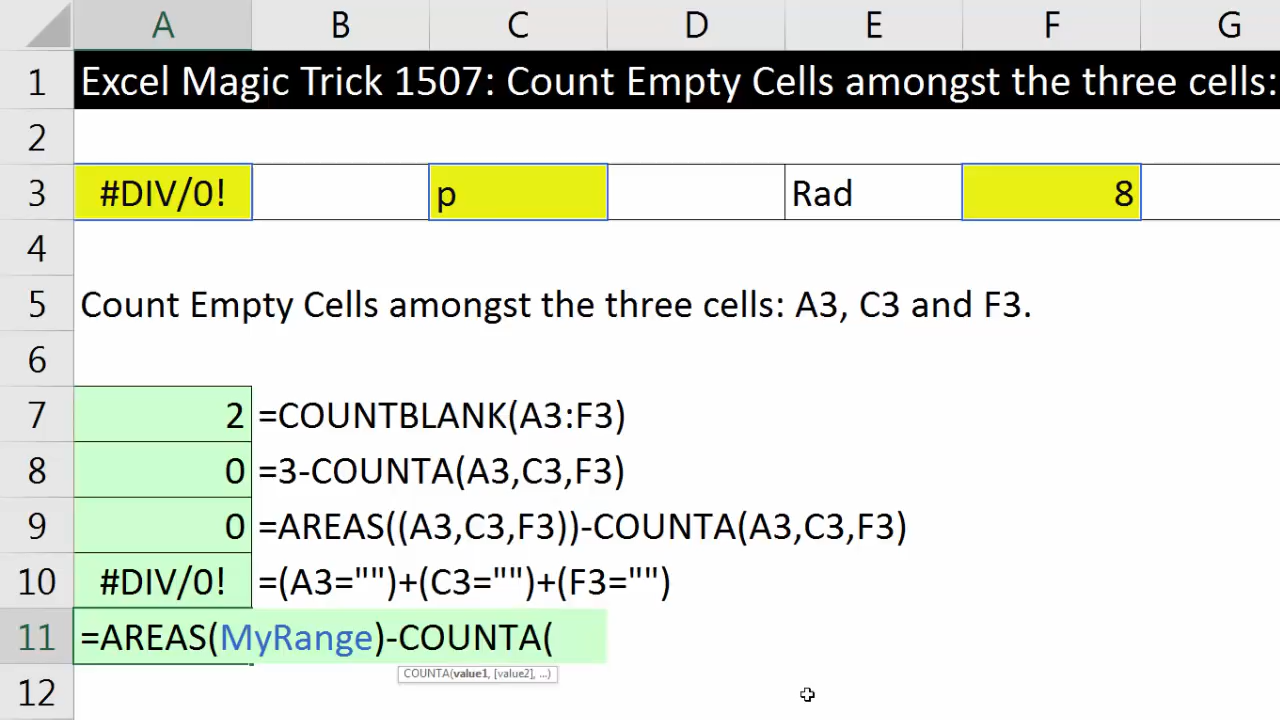 A B C D E F G
1 Excel Magic Trick 1507: Count Empty Cells amongst the three cells:
2
3 #DIV/0! p Rad 8
4
5 Count Empty Cells amongst the three cells: A3, C3 and F3.
6
7 2 =COUNTBLANK(A3:F3)
8 0 =3-COUNTA(A3,C3,F3)
9 0 =AREAS((A3,C3,F3))-COUNTA(A3,C3,F3)
10 #DIV/0! =(A3="")+(C3="")+(F3="")
11 =AREAS(MyRange)-COUNTA(
COUNTA(value1, [value2], ...)
12